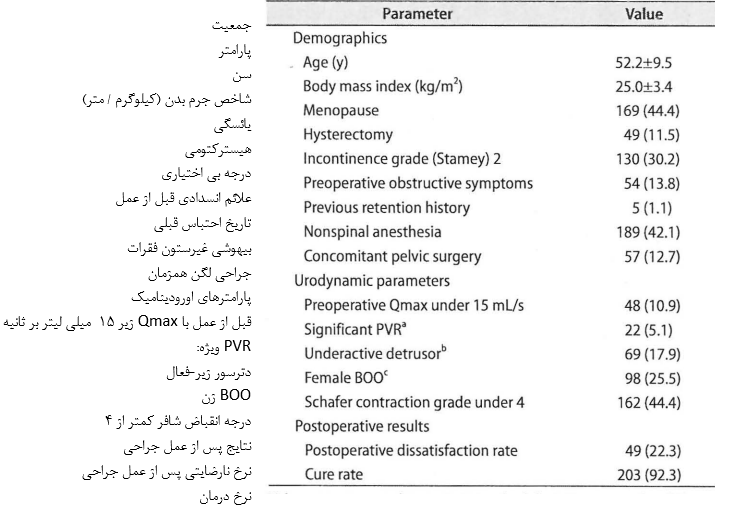 جمعیت
پارامتر
سن
شاخص جرم بدن (کیلوگرم / متر)
یائسگی
هیسترکتومی
درجه بی اختیاری
علائم انسدادی قبل از عمل
تاریخ احتباس قبلی
بیهوشی غیرستون فقرات
جراحی لگن همزمان
پارامترهای اورودینامیک
قبل از عمل با Qmax زیر ۱۵ میلی لیتر بر ثانیه
PVR ویژه:
دترسور زیر-فعال
BOO زن
درجه انقباض شافر کمتر از ۴
نتایج پس از عمل جراحی
نرخ نارضایتی پس از عمل جراحی
نرخ درمان
Parameter Value
Demographics
Age (y) 52.2±9.5
Body mass index (kg/m²) 25.0±3.4
Menopause 169 (44.4)
Hysterectomy 49 (11.5)
Incontinence grade (Stamey) 2 130 (30.2)
Preoperative obstructive symptoms 54 (13.8)
Previous retention history 5 (1.1)
Nonspinal anesthesia 189 (42.1)
Concomitant pelvic surgery 57 (12.7)
Urodynamic parameters
Preoperative Qmax under 15 mL/s 48 (10.9)
Significant PVRᵃ 22 (5.1)
Underactive detrusorᵇ 69 (17.9)
Female BOOᶜ 98 (25.5)
Schafer contraction grade under 4 162 (44.4)
Postoperative results
Postoperative dissatisfaction rate 49 (22.3)
Cure rate 203 (92.3)